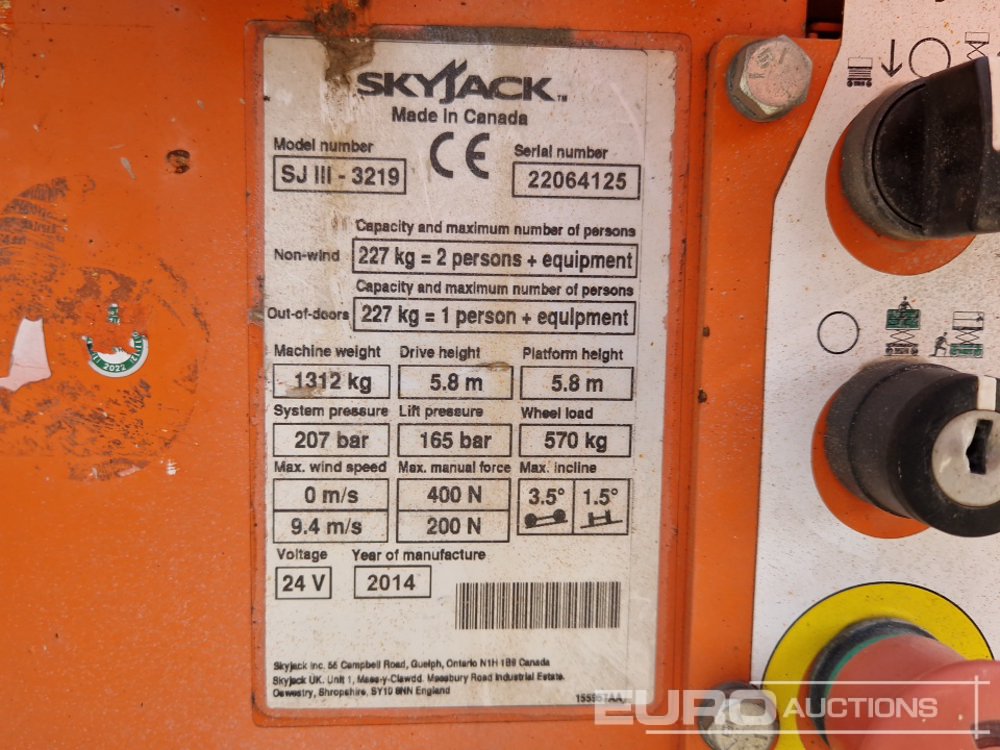 SKYJACK™
Made in Canada
Model number
SJ III - 3219
CE
Serial number
22064125
Capacity and maximum number of persons
Non-wind 227 kg = 2 persons + equipment
Capacity and maximum number of persons
Out-of-doors 227 kg = 1 person + equipment
Machine weight Drive height Platform height
1312 kg 5.8 m 5.8 m
System pressure Lift pressure Wheel load
207 bar 165 bar 570 kg
Max. wind speed Max. manual force Max. incline
0 m/s 400 N 3.5° 1.5°
9.4 m/s 200 N
Voltage Year of manufacture
24 V 2014
Skyjack Inc. 55 Campbell Road, Guelph, Ontario N1H 1B9 Canada
Skyjack UK. Unit 1, Maes-y-Clawdd. Maesbury Road Industrial Estate.
Oswestry, Shropshire, SY10 8NN England
155957AA
2022
EURO AUCTIONS